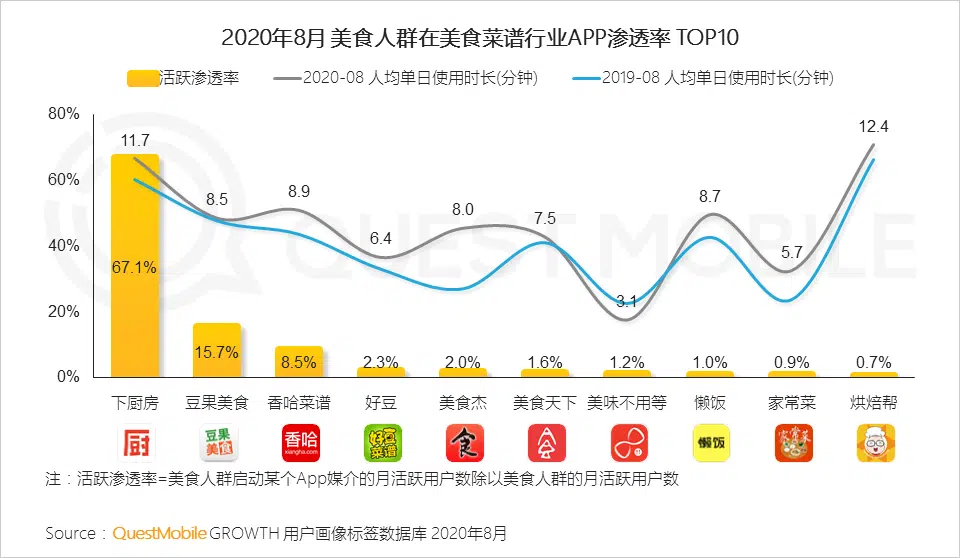 2020年8月 美食人群在美食菜谱行业APP渗透率 TOP10
活跃渗透率 2020-08 人均单日使用时长(分钟) 2019-08 人均单日使用时长(分钟)
80%
60%
40%
20%
0%
11.7 8.5 8.9 6.4 8.0 7.5 3.1 8.7 5.7 12.4
67.1% 15.7% 8.5% 2.3% 2.0% 1.6% 1.2% 1.0% 0.9% 0.7%
QUEST MOBILE
下厨房 豆果美食 香哈菜谱 好豆 美食杰 美食天下 美味不用等 懒饭 家常菜 烘焙帮
厨
豆果
美食
香哈
xiangha.com
好豆
菜谱
食
懒饭
家常菜
注：活跃渗透率=美食人群启动某个App媒介的月活跃用户数除以美食人群的月活跃用户数
Source：QuestMobile GROWTH 用户画像标签数据库 2020年8月